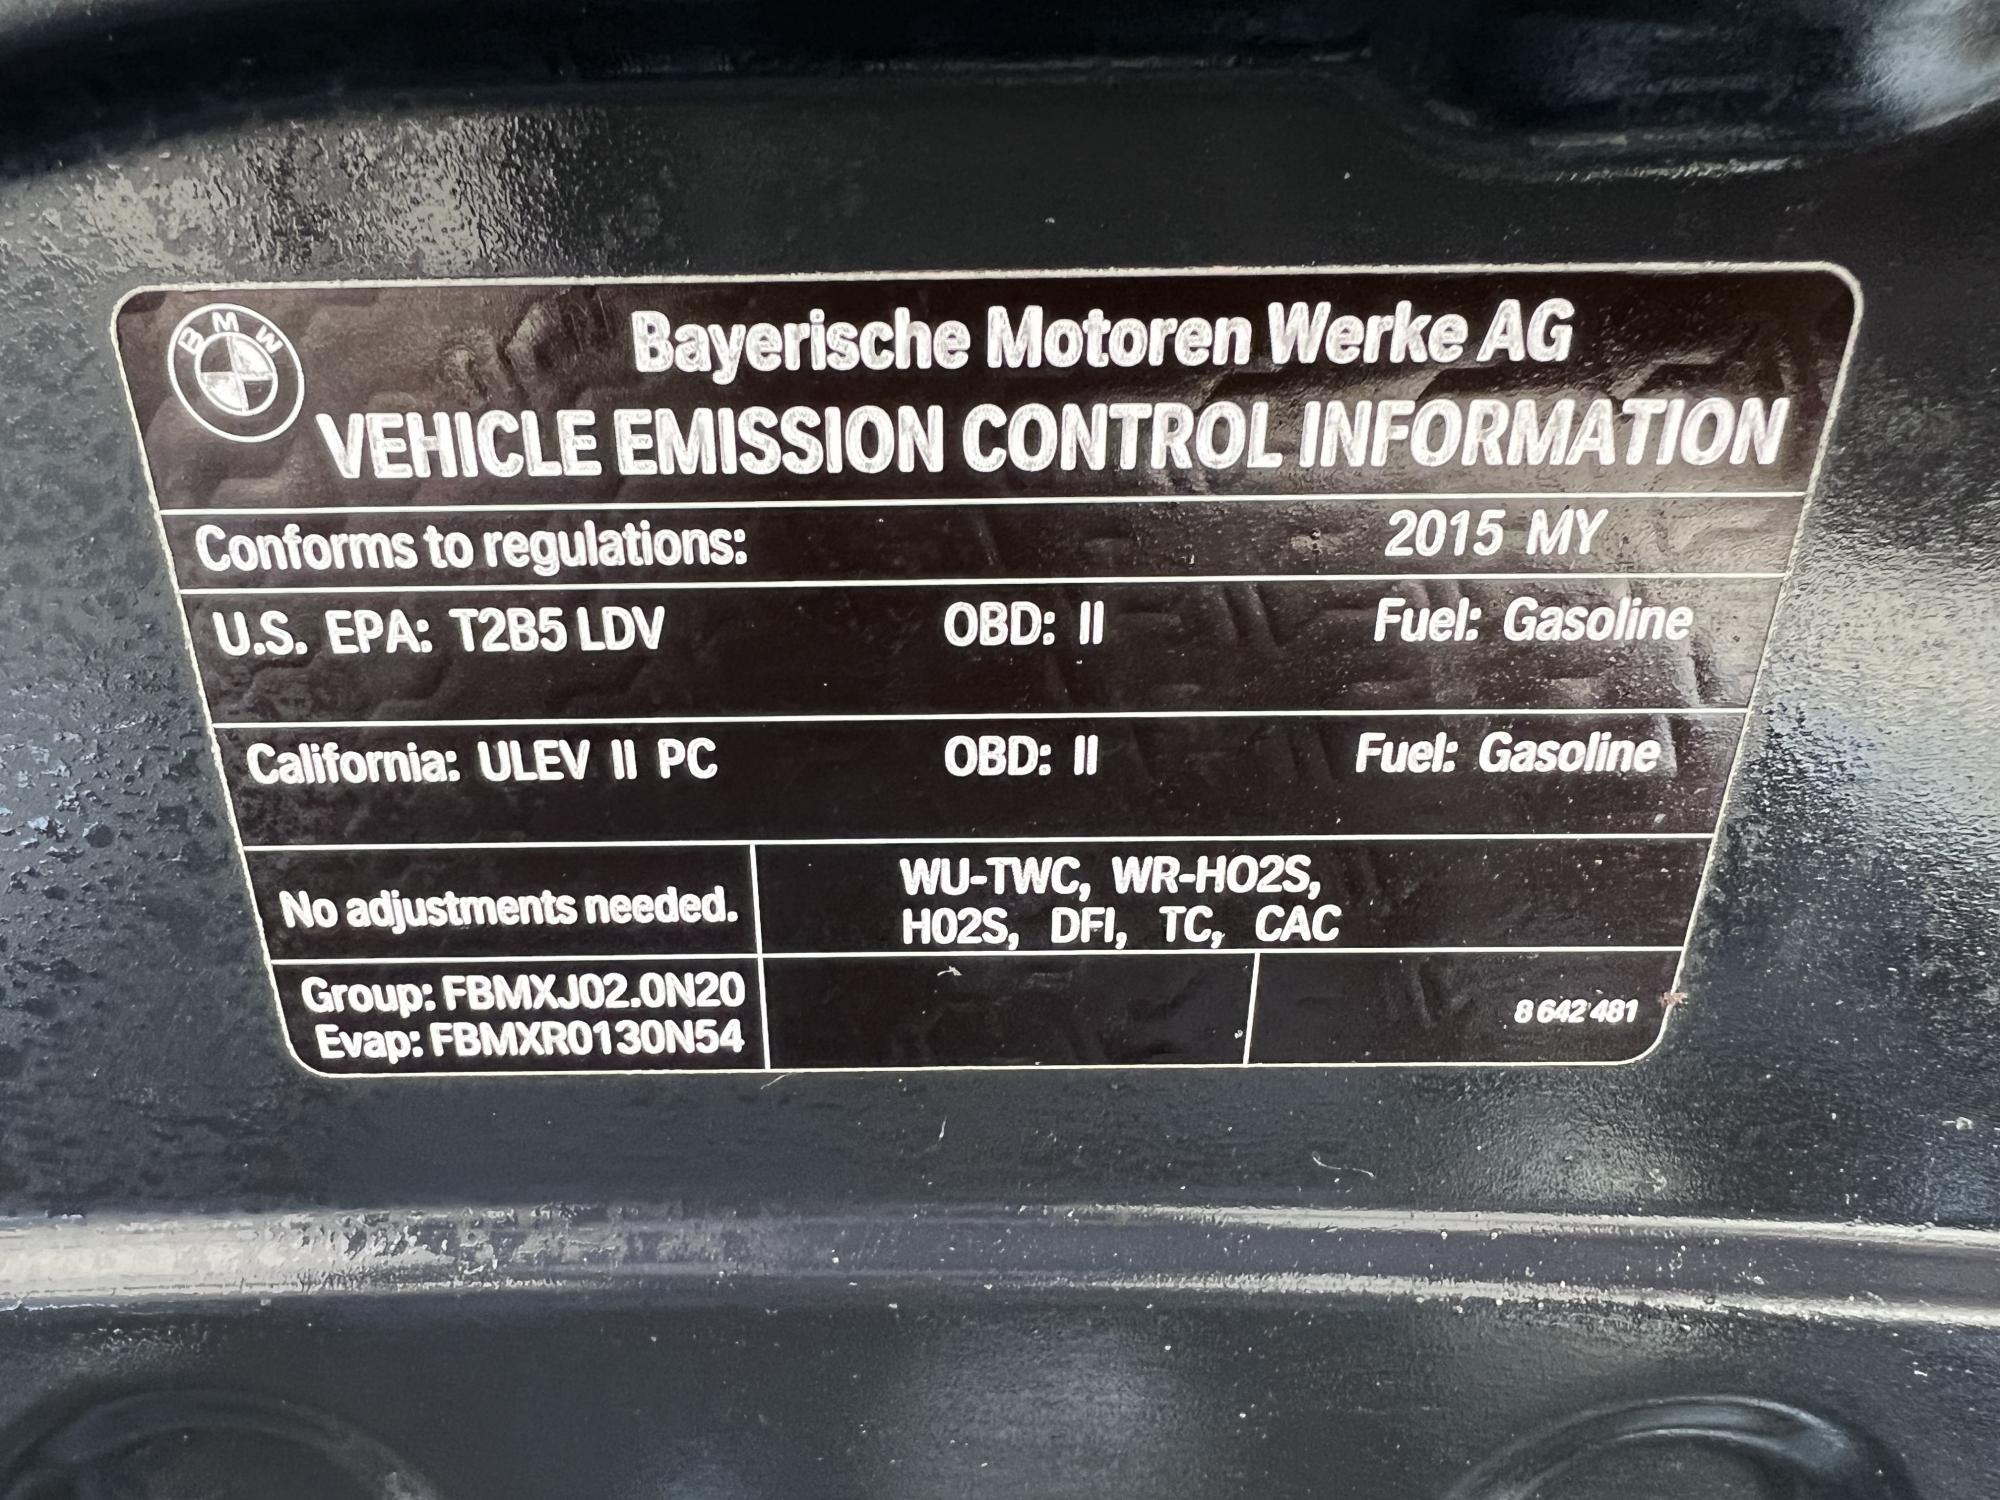 BMW
Bayerische Motoren Werke AG
VEHICLE EMISSION CONTROL INFORMATION
Conforms to regulations: 2015 MY
U.S. EPA: T2B5 LDV OBD: II Fuel: Gasoline
California: ULEV II PC OBD: II Fuel: Gasoline
No adjustments needed.
WU-TWC, WR-HO2S,
H02S, DFI, TC, CAC
Group: FBMXJ02.0N20
Evap: FBMXR0130N54
8 642 481